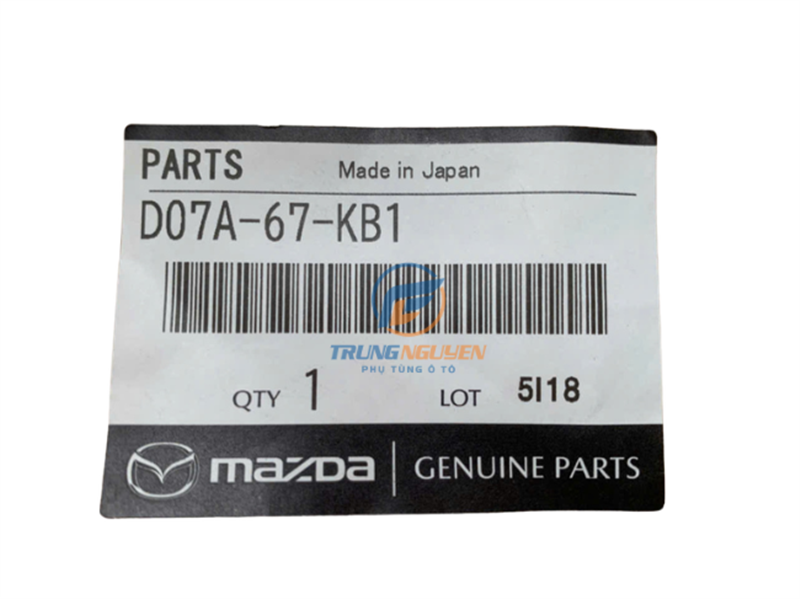 PARTS Made in Japan
D07A-67-KB1
TRUNG NGUYEN
PHỤ TÙNG Ô TÔ
QTY 1 LOT 5I18
mazda GENUINE PARTS